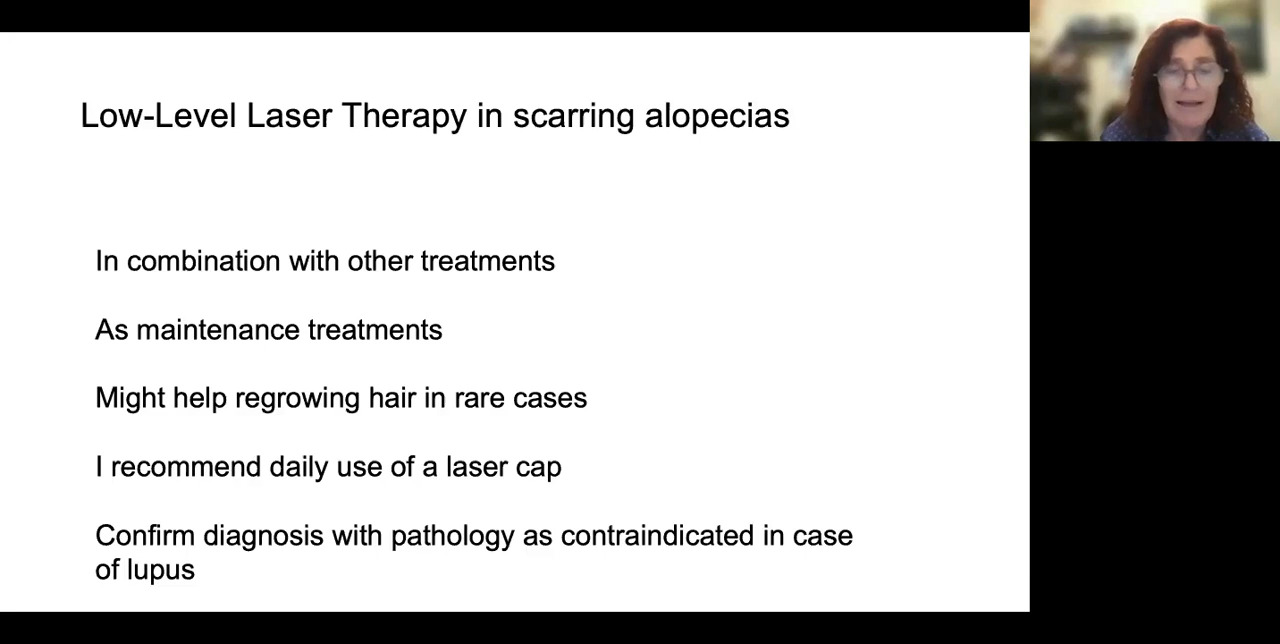 Low-Level Laser Therapy in scarring alopecias
In combination with other treatments
As maintenance treatments
Might help regrowing hair in rare cases
I recommend daily use of a laser cap
Confirm diagnosis with pathology as contraindicated in case
of lupus